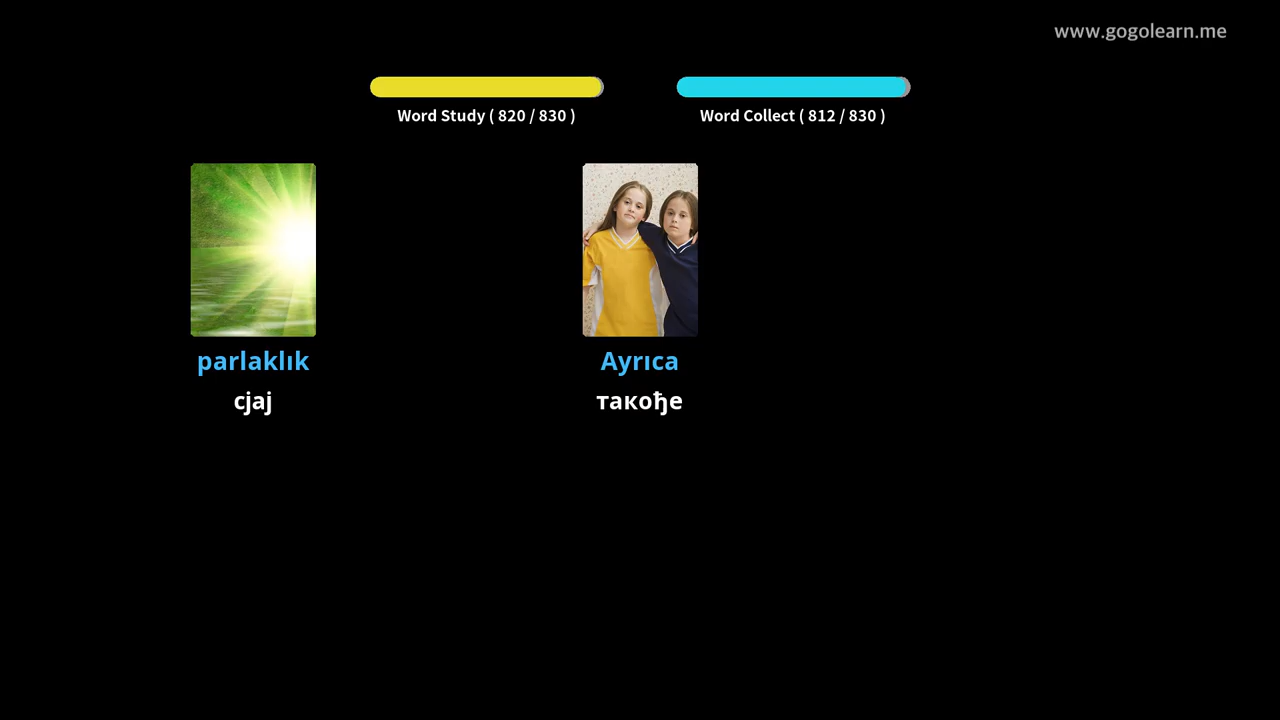 www.gogolearn.me
Word Study ( 820 / 830 )
Word Collect ( 812 / 830 )
parlaklık
сјај
Ayrıca
такође